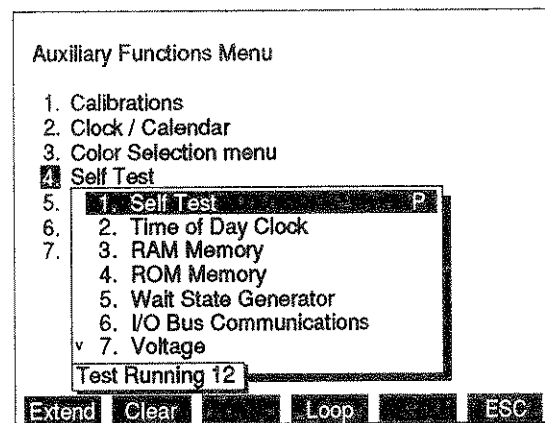 Auxiliary Functions Menu
1. Calibrations
2. Clock / Calendar
3. Color Selection menu
4. Self Test
5.
6.
7.
1. Self Test P
2. Time of Day Clock
3. RAM Memory
4. ROM Memory
5. Wait State Generator
6. I/O Bus Communications
v 7. Voltage
Test Running 12
Extend Clear Loop ESC